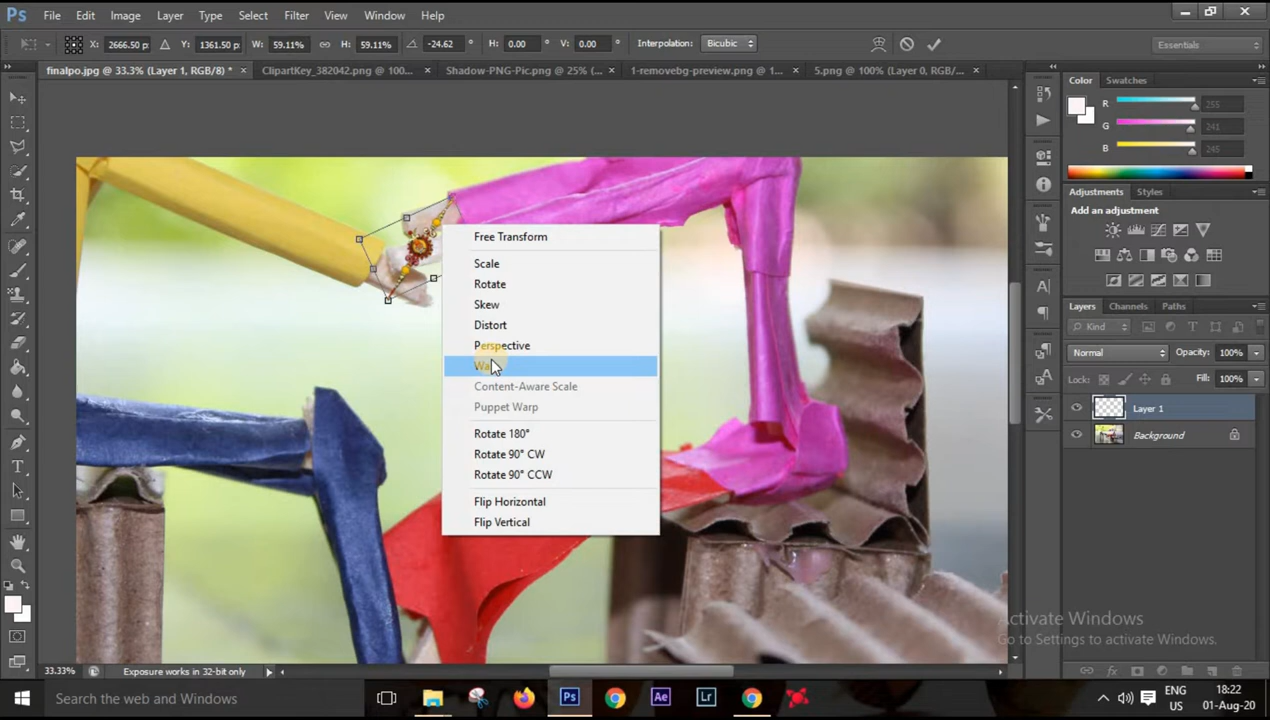 Ps File Edit Image Layer Type Select Filter View Window Help
X: 2666.50 p: Y: 1361.50 p: W: 59.11% H: 59.11% -24.62 ° H: 0.00 ° V: 0.00 ° Interpolation: Bicubic Essentials
finalpo.jpg @ 33.3% (Layer 1, RGB/8) * × ClipartKey_382042.png @ 100... × Shadow-PNG-Pic.png @ 25% (... × 1-removebg-preview.png @ 1... × 5.png @ 100% (Layer 0, RGB/... ×
Color Swatches
R 255
G 241
B 245
Adjustments Styles
Add an adjustment
Layers Channels Paths
Kind
Normal Opacity: 100%
Lock: Fill: 100%
Layer 1
Background
Free Transform
Scale
Rotate
Skew
Distort
Perspective
Content-Aware Scale
Puppet Warp
Rotate 180°
Rotate 90° CW
Rotate 90° CCW
Flip Horizontal
Flip Vertical
Activate Windows
Go to Settings to activate Windows.
33.33% Exposure works in 32-bit only
Search the web and Windows
Ps Ae Lr
ENG 18:22
US 01-Aug-20